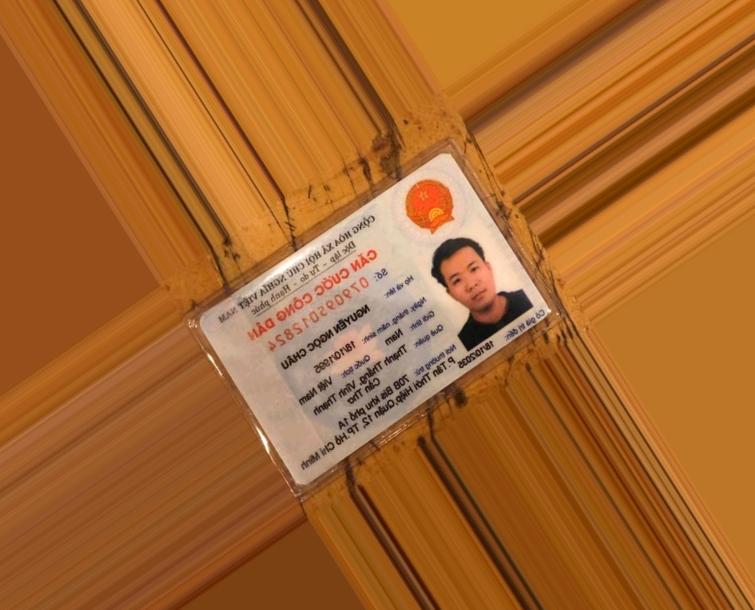 CỘNG HÒA XÃ HỘI CHỦ NGHĨA VIỆT NAM
Độc lập - Tự do - Hạnh phúc
CĂN CƯỚC CÔNG DÂN
Số: 079095012824
Họ và tên:
NGUYỄN NGỌC CHÂU
Ngày, tháng, năm sinh: 18/10/1995
Giới tính: Nam Quốc tịch: Việt Nam
Quê quán: Thạnh Thắng, Vĩnh Thạnh
Cần Thơ
Nơi thường trú: 70B Bis khu phố 1A
P.Tân Thới Hiệp, Quận 12, TP.Hồ Chí Minh
Có giá trị đến: 18/10/2035